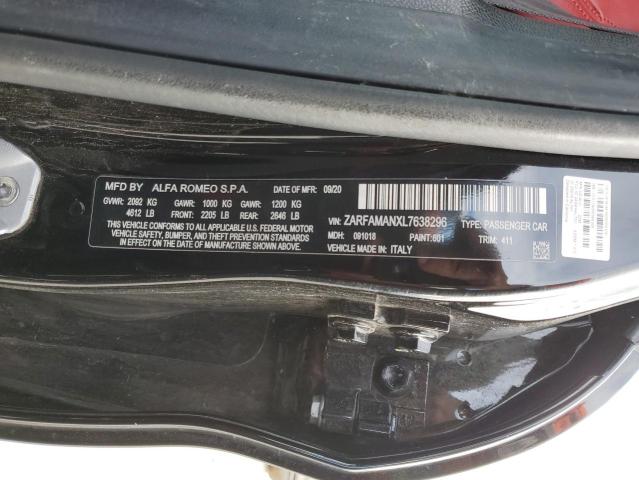 MFD BY ALFA ROMEO S.P.A. DATE OF MFR 09/20
GVWR: 2092 KG GAWR: 1000 KG GAWR: 1200 KG
4612 LB FRONT: 2205 LB REAR: 2646 LB
THIS VEHICLE CONFORMS TO ALL APPLICABLE U.S. FEDERAL MOTOR
VEHICLE SAFETY, BUMPER, AND THEFT PREVENTION STANDARDS
IN EFFECT ON THE DATE OF MANUFACTURE SHOWN ABOVE.
VIN: ZARFAMANXL7638296 TYPE: PASSENGER CAR
MDH: 091018 PAINT: 601 TRIM: 411
VEHICLE MADE IN: ITALY